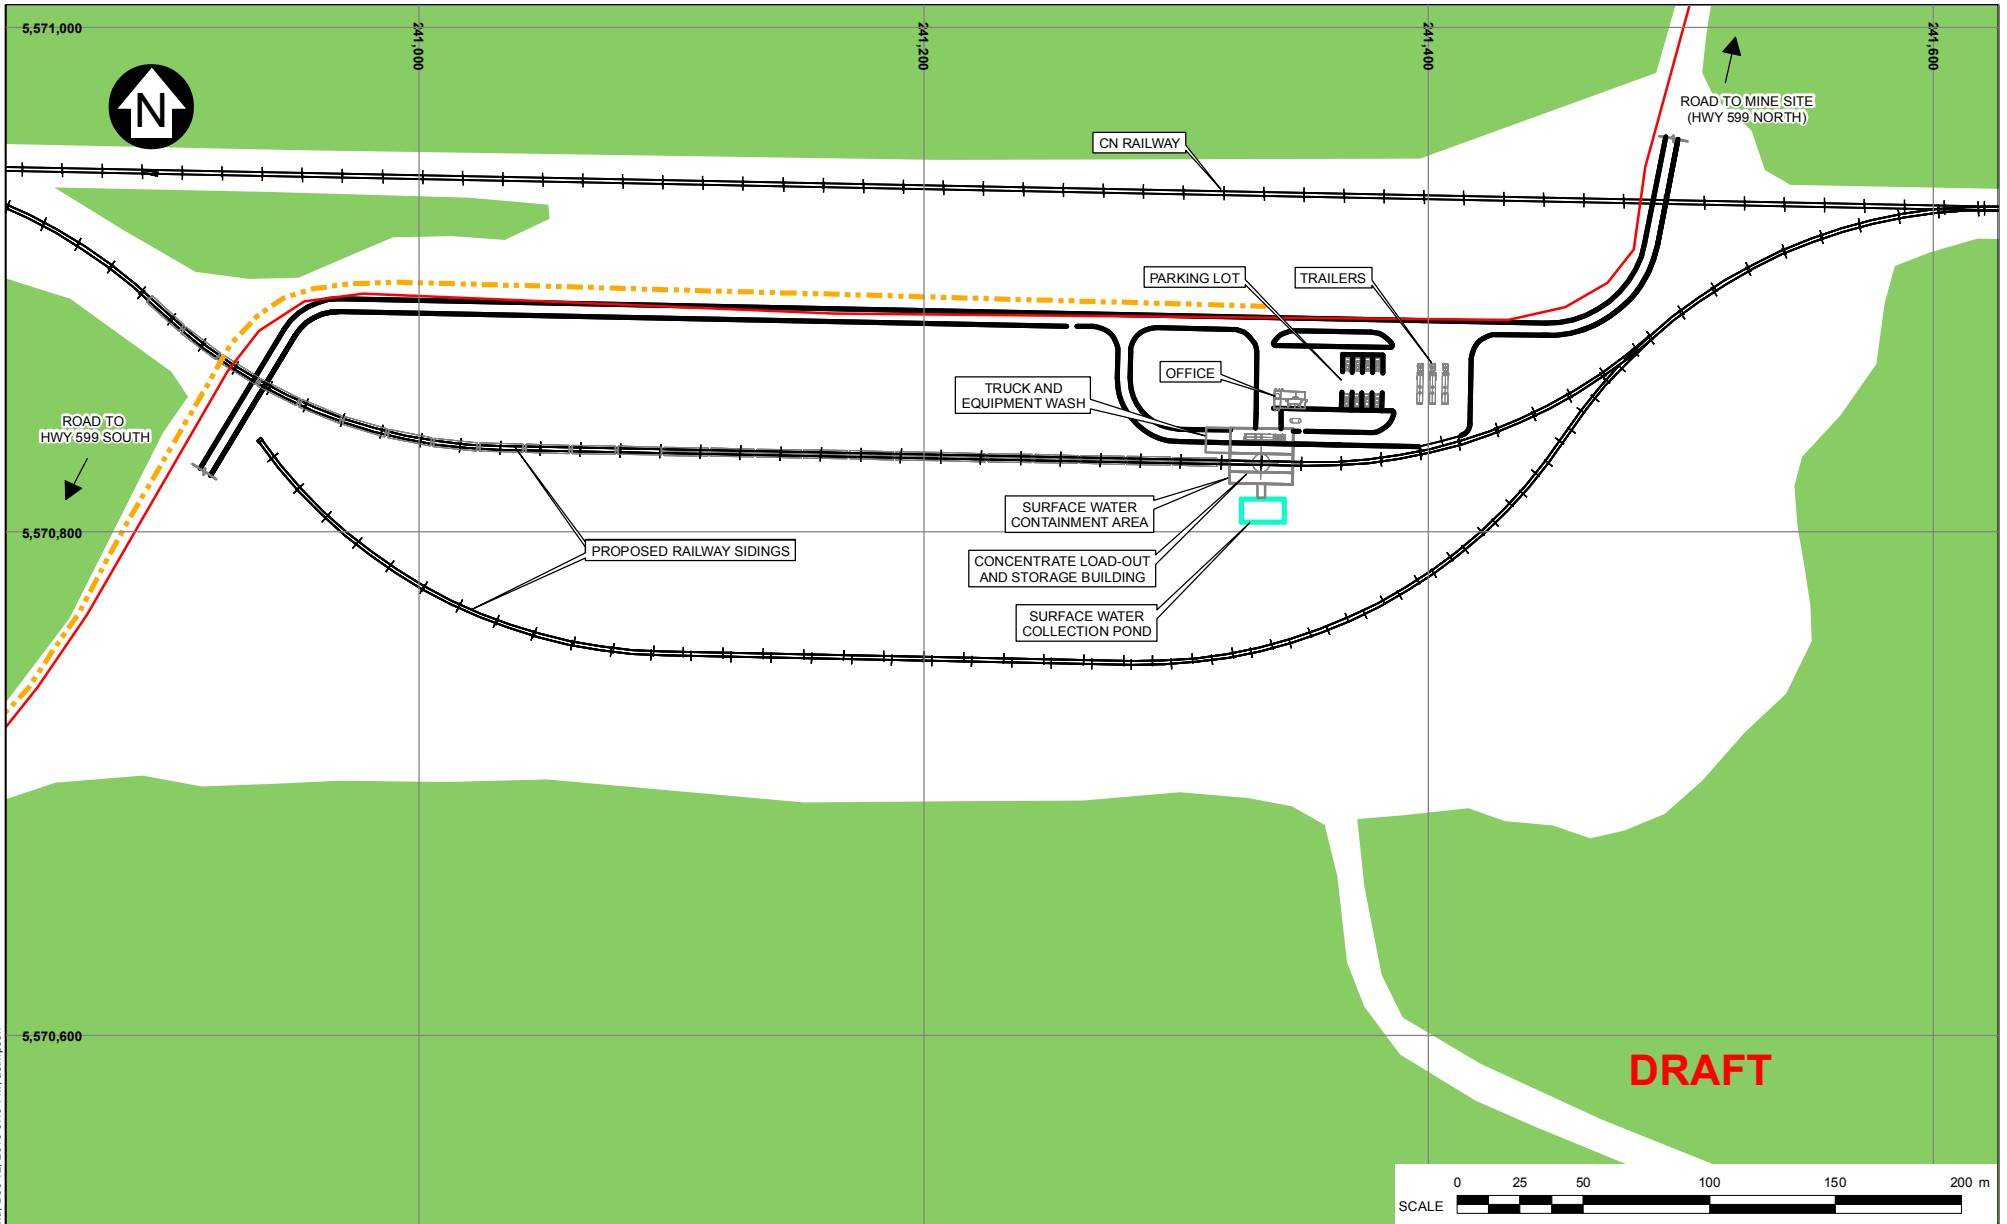 5,571,000
241,000
241,200
241,400
241,600
N
ROAD TO MINE SITE
(HWY 599 NORTH)
CN RAILWAY
PARKING LOT
TRAILERS
OFFICE
TRUCK AND
EQUIPMENT WASH
ROAD TO
HWY 599 SOUTH
SURFACE WATER
CONTAINMENT AREA
5,570,800
PROPOSED RAILWAY SIDINGS
CONCENTRATE LOAD-OUT
AND STORAGE BUILDING
SURFACE WATER
COLLECTION POND
5,570,600
DRAFT
0 25 50 100 150 200 m
SCALE